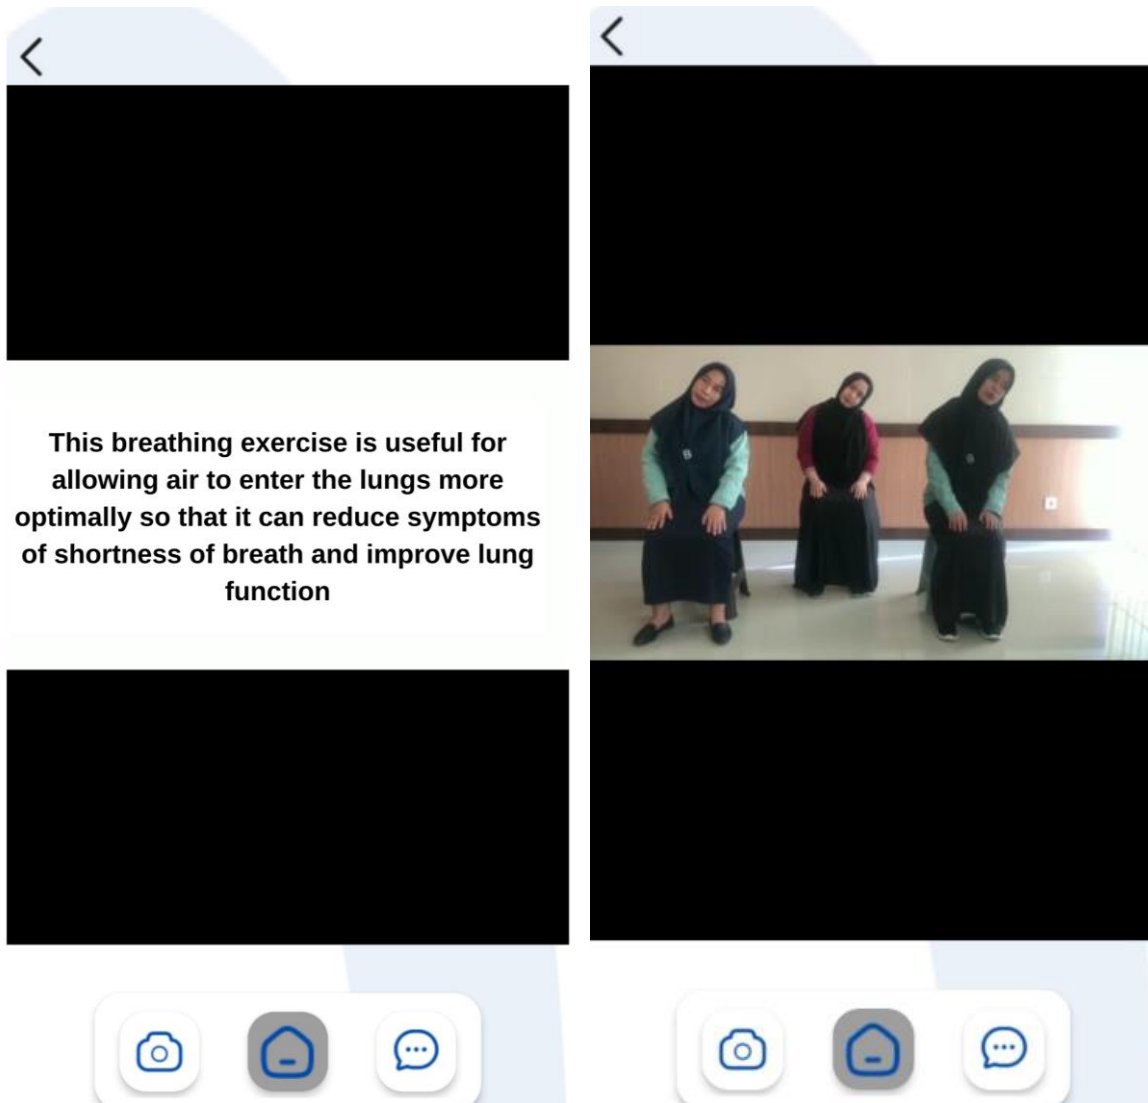 This breathing exercise is useful for
allowing air to enter the lungs more
optimally so that it can reduce symptoms
of shortness of breath and improve lung
function